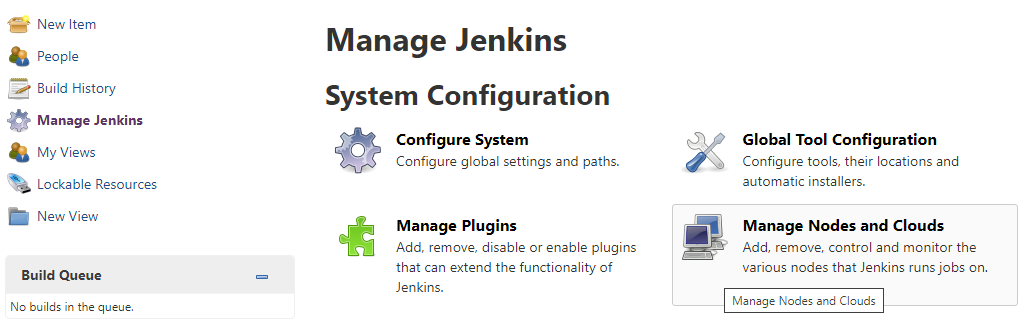 New Item
People
Build History
Manage Jenkins
My Views
Lockable Resources
New View
Build Queue
No builds in the queue.
Manage Jenkins
System Configuration
Configure System
Configure global settings and paths.
Global Tool Configuration
Configure tools, their locations and
automatic installers.
Manage Plugins
Add, remove, disable or enable plugins
that can extend the functionality of
Jenkins.
Manage Nodes and Clouds
Add, remove, control and monitor the
various nodes that Jenkins runs jobs on.
Manage Nodes and Clouds